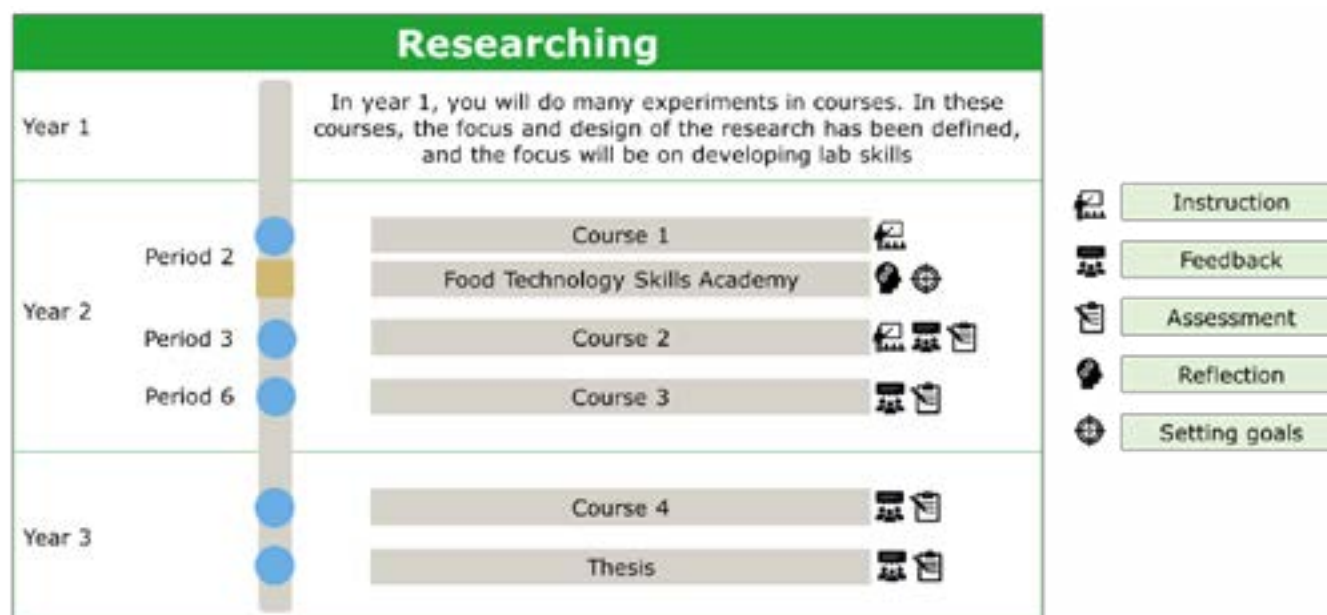 Researching
Year 1
In year 1, you will do many experiments in courses. In these
courses, the focus and design of the research has been defined,
and the focus will be on developing lab skills
Year 2
Period 2
Course 1
Food Technology Skills Academy
Period 3
Course 2
Period 6
Course 3
Year 3
Course 4
Thesis
Instruction
Feedback
Assessment
Reflection
Setting goals